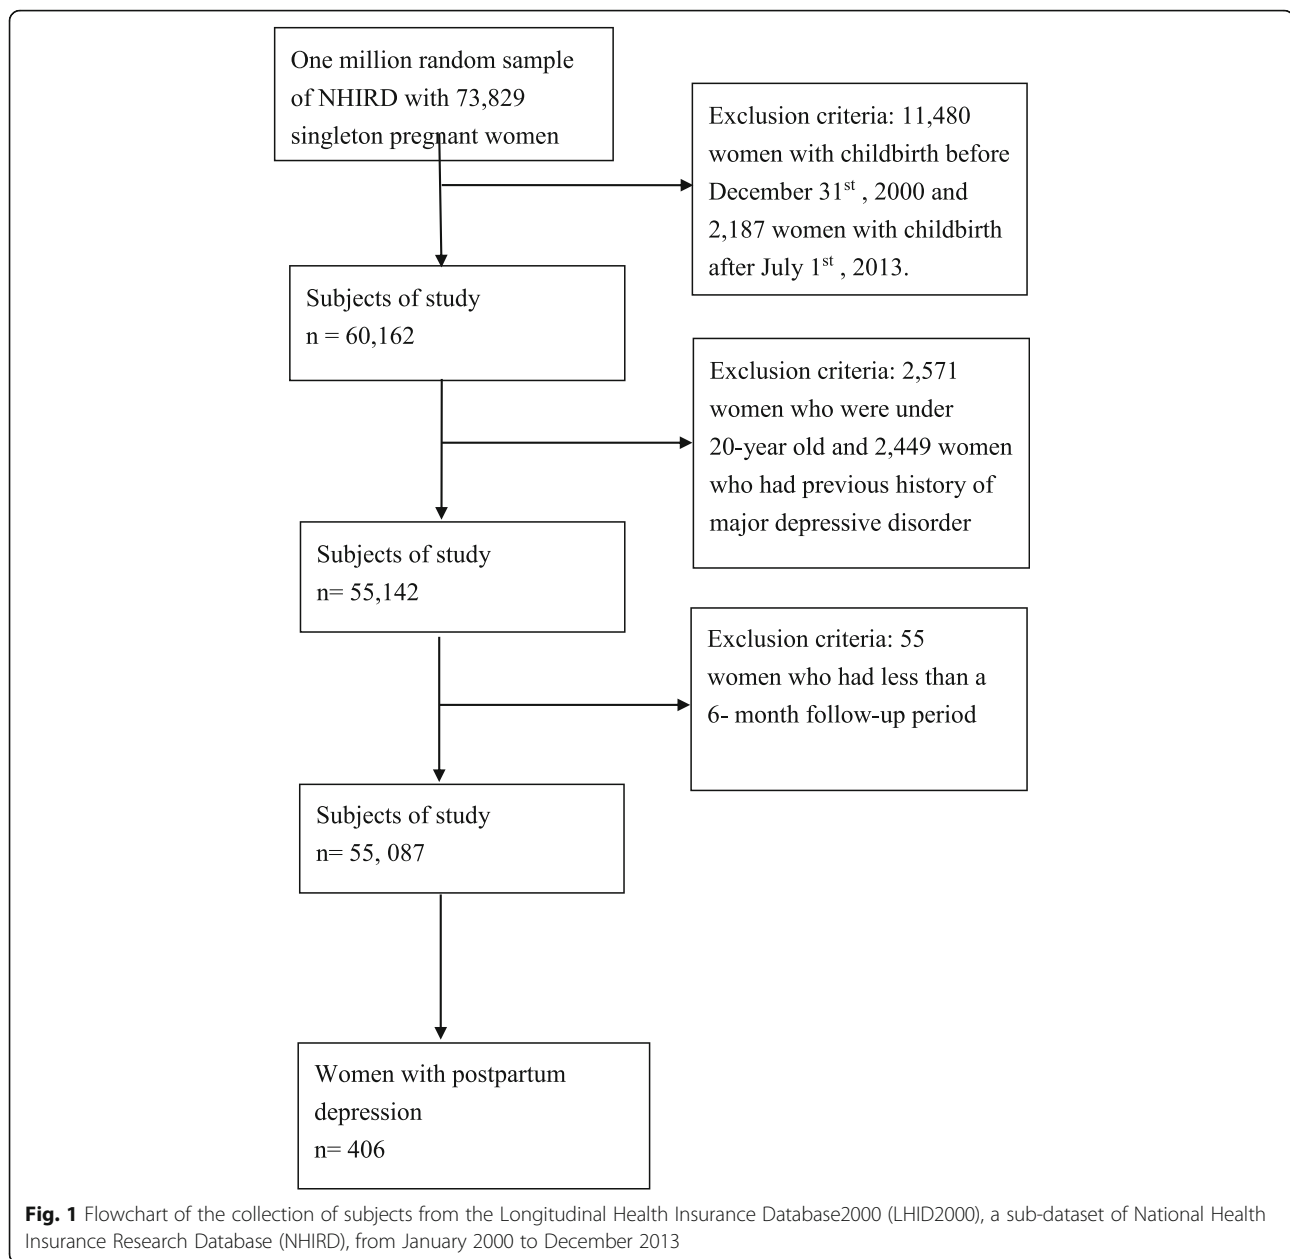 One million random sample
of NHIRD with 73,829
singleton pregnant women
Exclusion criteria: 11,480
women with childbirth before
December 31st , 2000 and
2,187 women with childbirth
after July 1st , 2013.
Subjects of study
n = 60,162
Exclusion criteria: 2,571
women who were under
20-year old and 2,449 women
who had previous history of
major depressive disorder
Subjects of study
n= 55,142
Exclusion criteria: 55
women who had less than a
6- month follow-up period
Subjects of study
n= 55, 087
Women with postpartum
depression
n= 406
Fig. 1 Flowchart of the collection of subjects from the Longitudinal Health Insurance Database2000 (LHID2000), a sub-dataset of National Health
Insurance Research Database (NHIRD), from January 2000 to December 2013